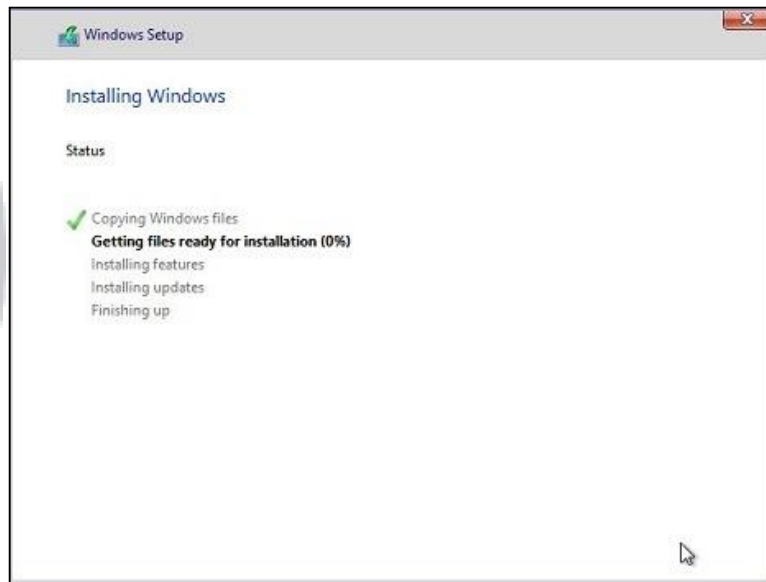 Windows Setup
Installing Windows
Status
Copying Windows files
Getting files ready for installation (0%)
Installing features
Installing updates
Finishing up